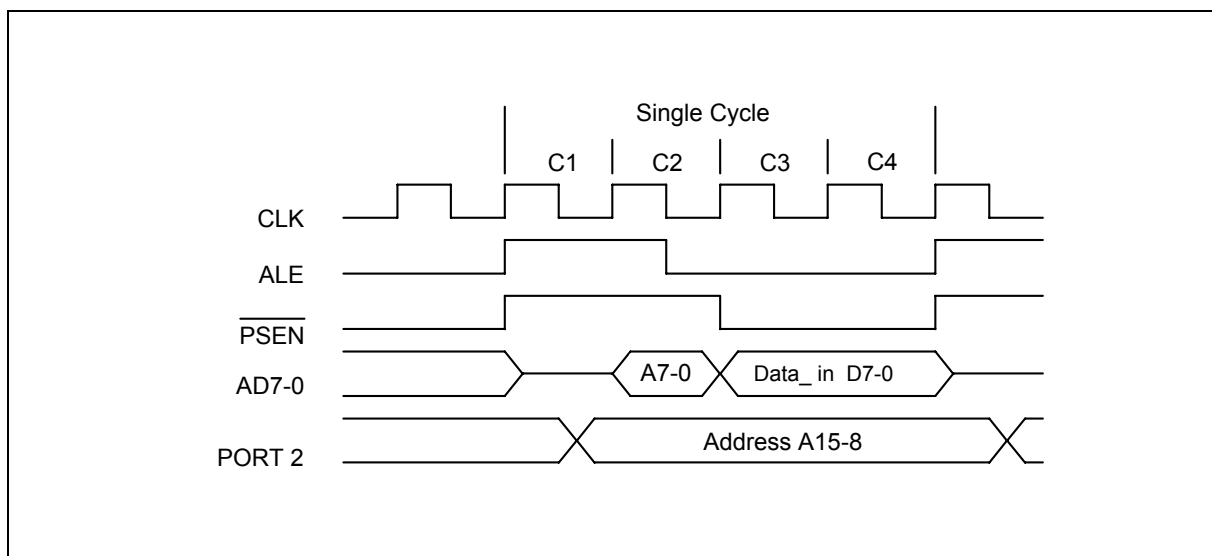 Single Cycle
C1 C2 C3 C4
CLK
ALE
PSEN
AD7-0 A7-0 Data_ in D7-0
PORT 2 Address A15-8